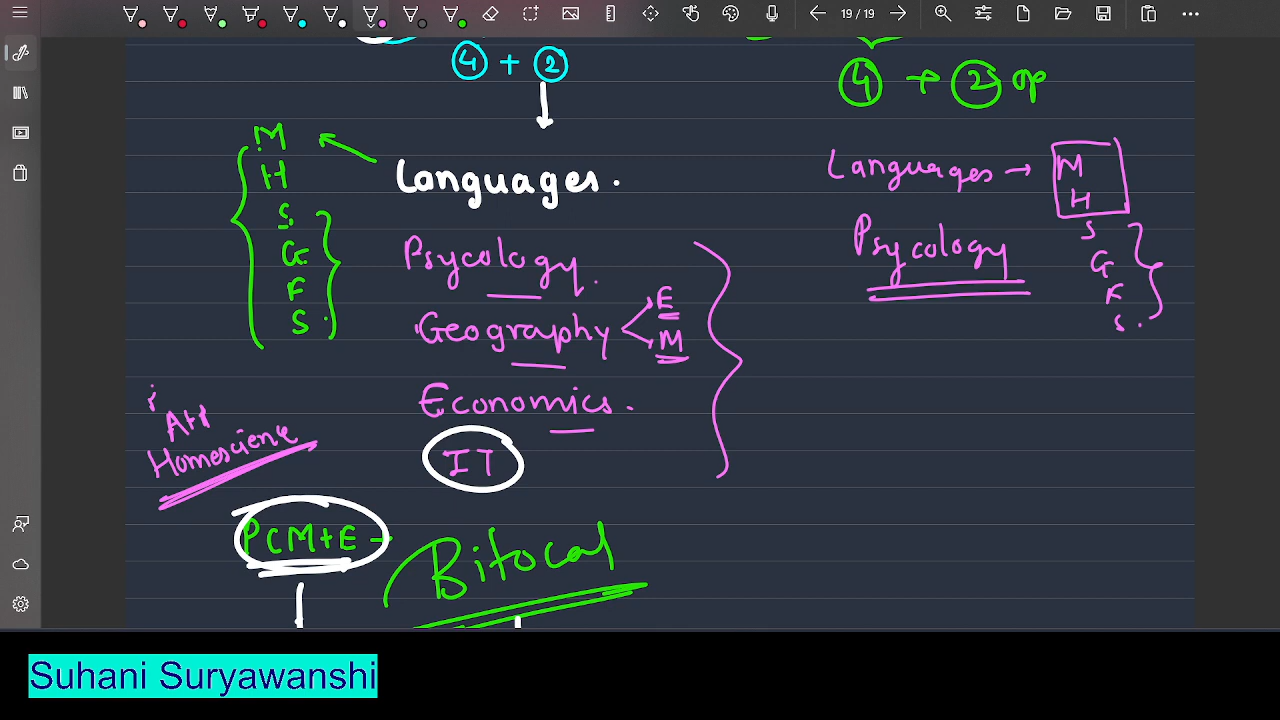 19 / 19
4 + 2
4 + 2 op
M
H
S
G
F
S
Languages.
Psycology.
Geography
E
M
Economics.
IT
Art
Homescience
PCM+E -
Bifocal
Languages → M
H
S
G
F
S.
Psycology
Suhani Suryawanshi